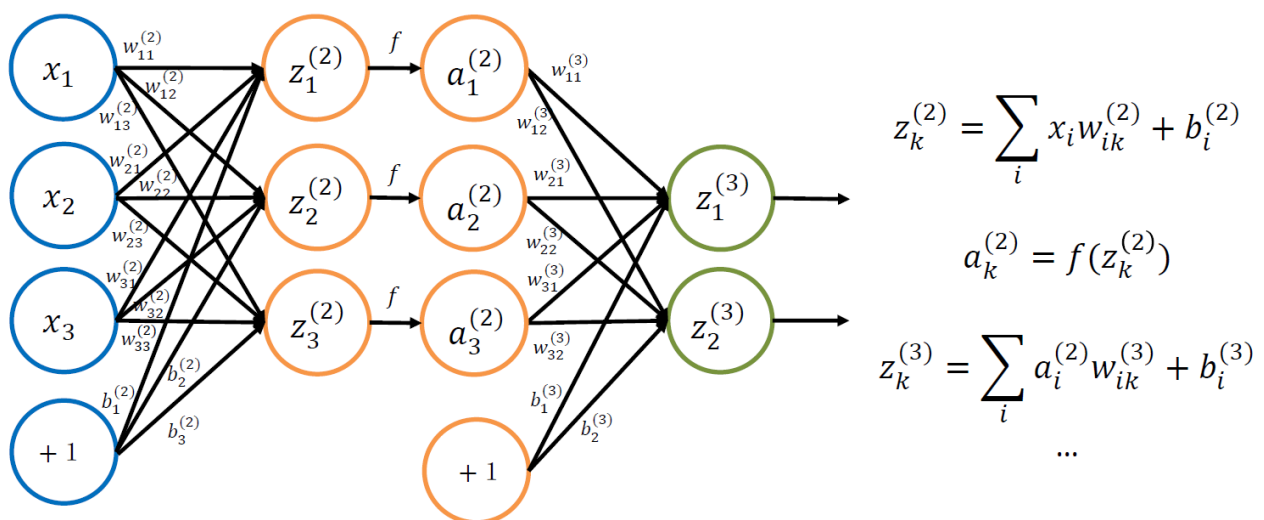 x₁
w₁₁⁽²⁾
w₁₂⁽²⁾
w₁₃⁽²⁾
z₁⁽²⁾
f
a₁⁽²⁾
w₁₁⁽³⁾
w₁₂⁽³⁾
x₂
w₂₁⁽²⁾
w₂₂⁽²⁾
w₂₃⁽²⁾
z₂⁽²⁾
f
a₂⁽²⁾
w₂₁⁽³⁾
w₂₂⁽³⁾
z₁⁽³⁾
x₃
w₃₁⁽²⁾
w₃₂⁽²⁾
w₃₃⁽²⁾
z₃⁽²⁾
f
a₃⁽²⁾
w₃₁⁽³⁾
w₃₂⁽³⁾
z₂⁽³⁾
+ 1
b₁⁽²⁾
b₂⁽²⁾
b₃⁽²⁾
+ 1
b₁⁽³⁾
b₂⁽³⁾
zₖ⁽²⁾ = ∑ᵢ xᵢwᵢₖ⁽²⁾ + bᵢ⁽²⁾
aₖ⁽²⁾ = f(zₖ⁽²⁾)
zₖ⁽³⁾ = ∑ᵢ aᵢ⁽²⁾wᵢₖ⁽³⁾ + bᵢ⁽³⁾
...